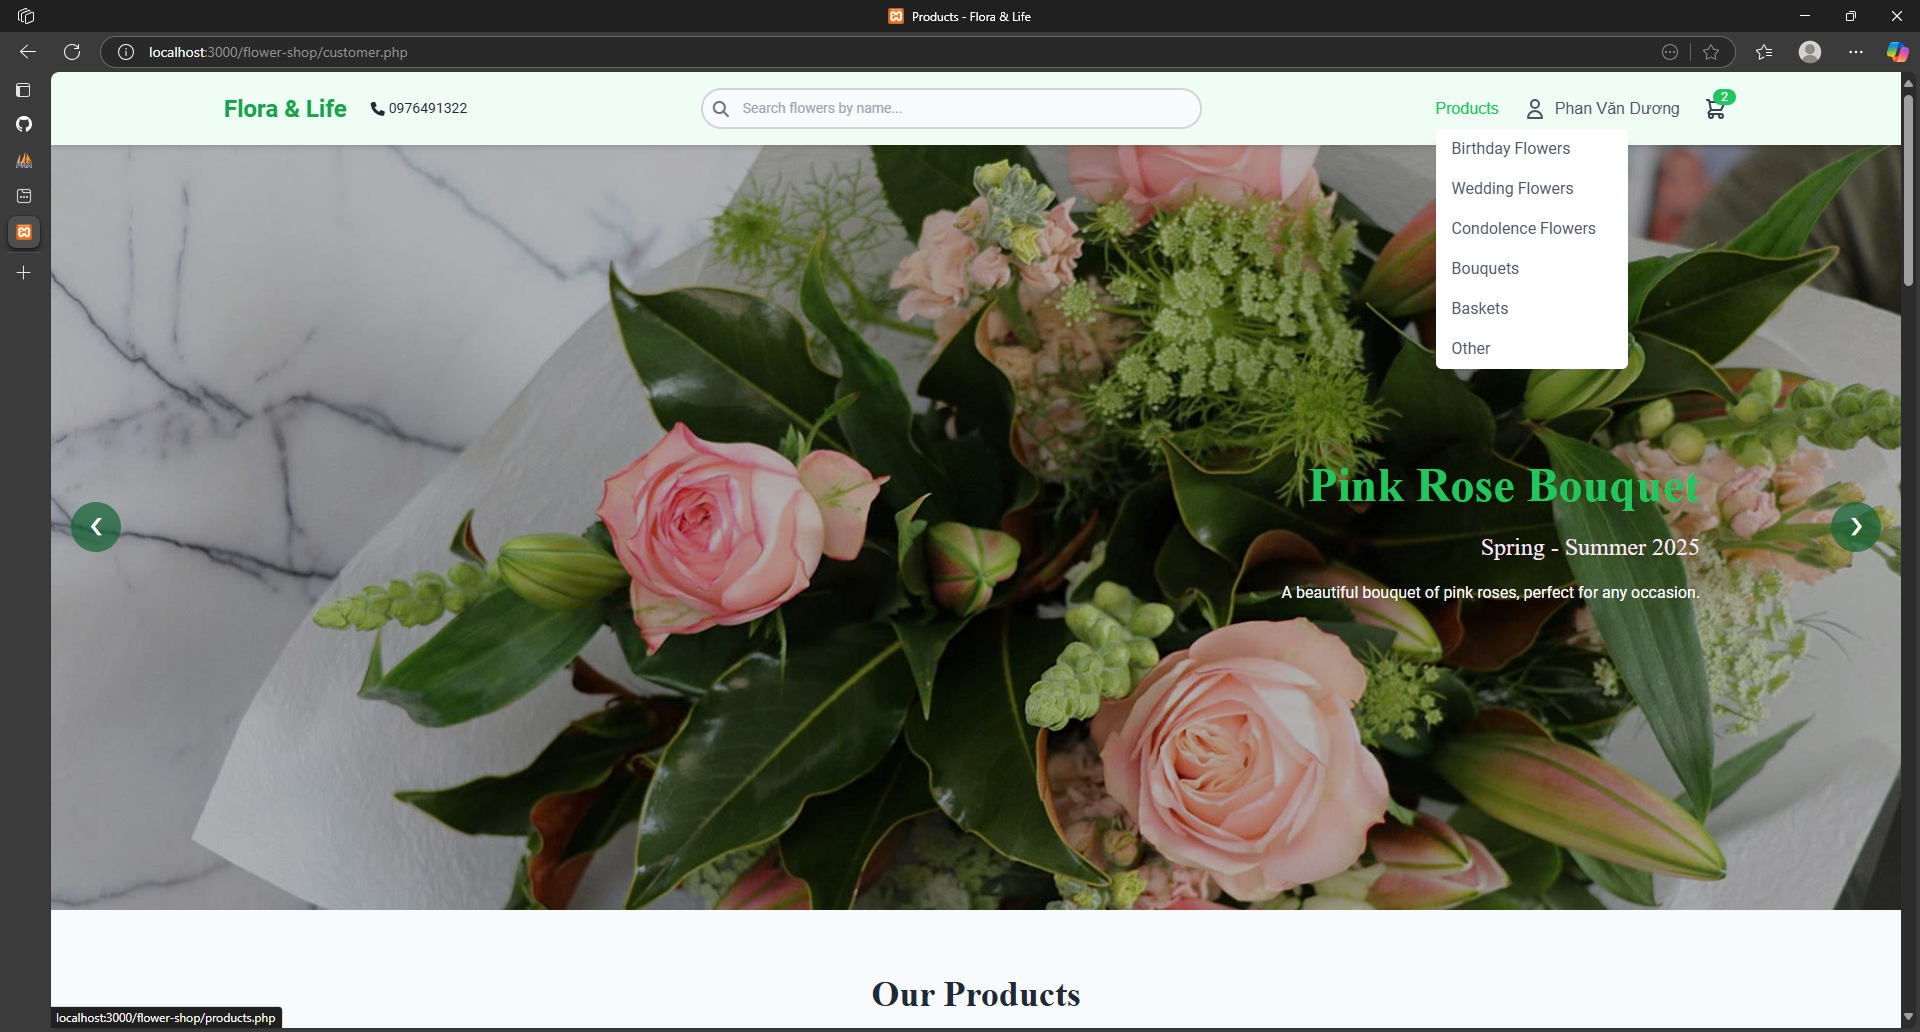 Products - Flora & Life
localhost:3000/flower-shop/customer.php
Flora & Life
0976491322
Search flowers by name...
Products
Phan Văn Dương
2
Birthday Flowers
Wedding Flowers
Condolence Flowers
Bouquets
Baskets
Other
Pink Rose Bouquet
Spring - Summer 2025
A beautiful bouquet of pink roses, perfect for any occasion.
Our Products
localhost:3000/flower-shop/products.php